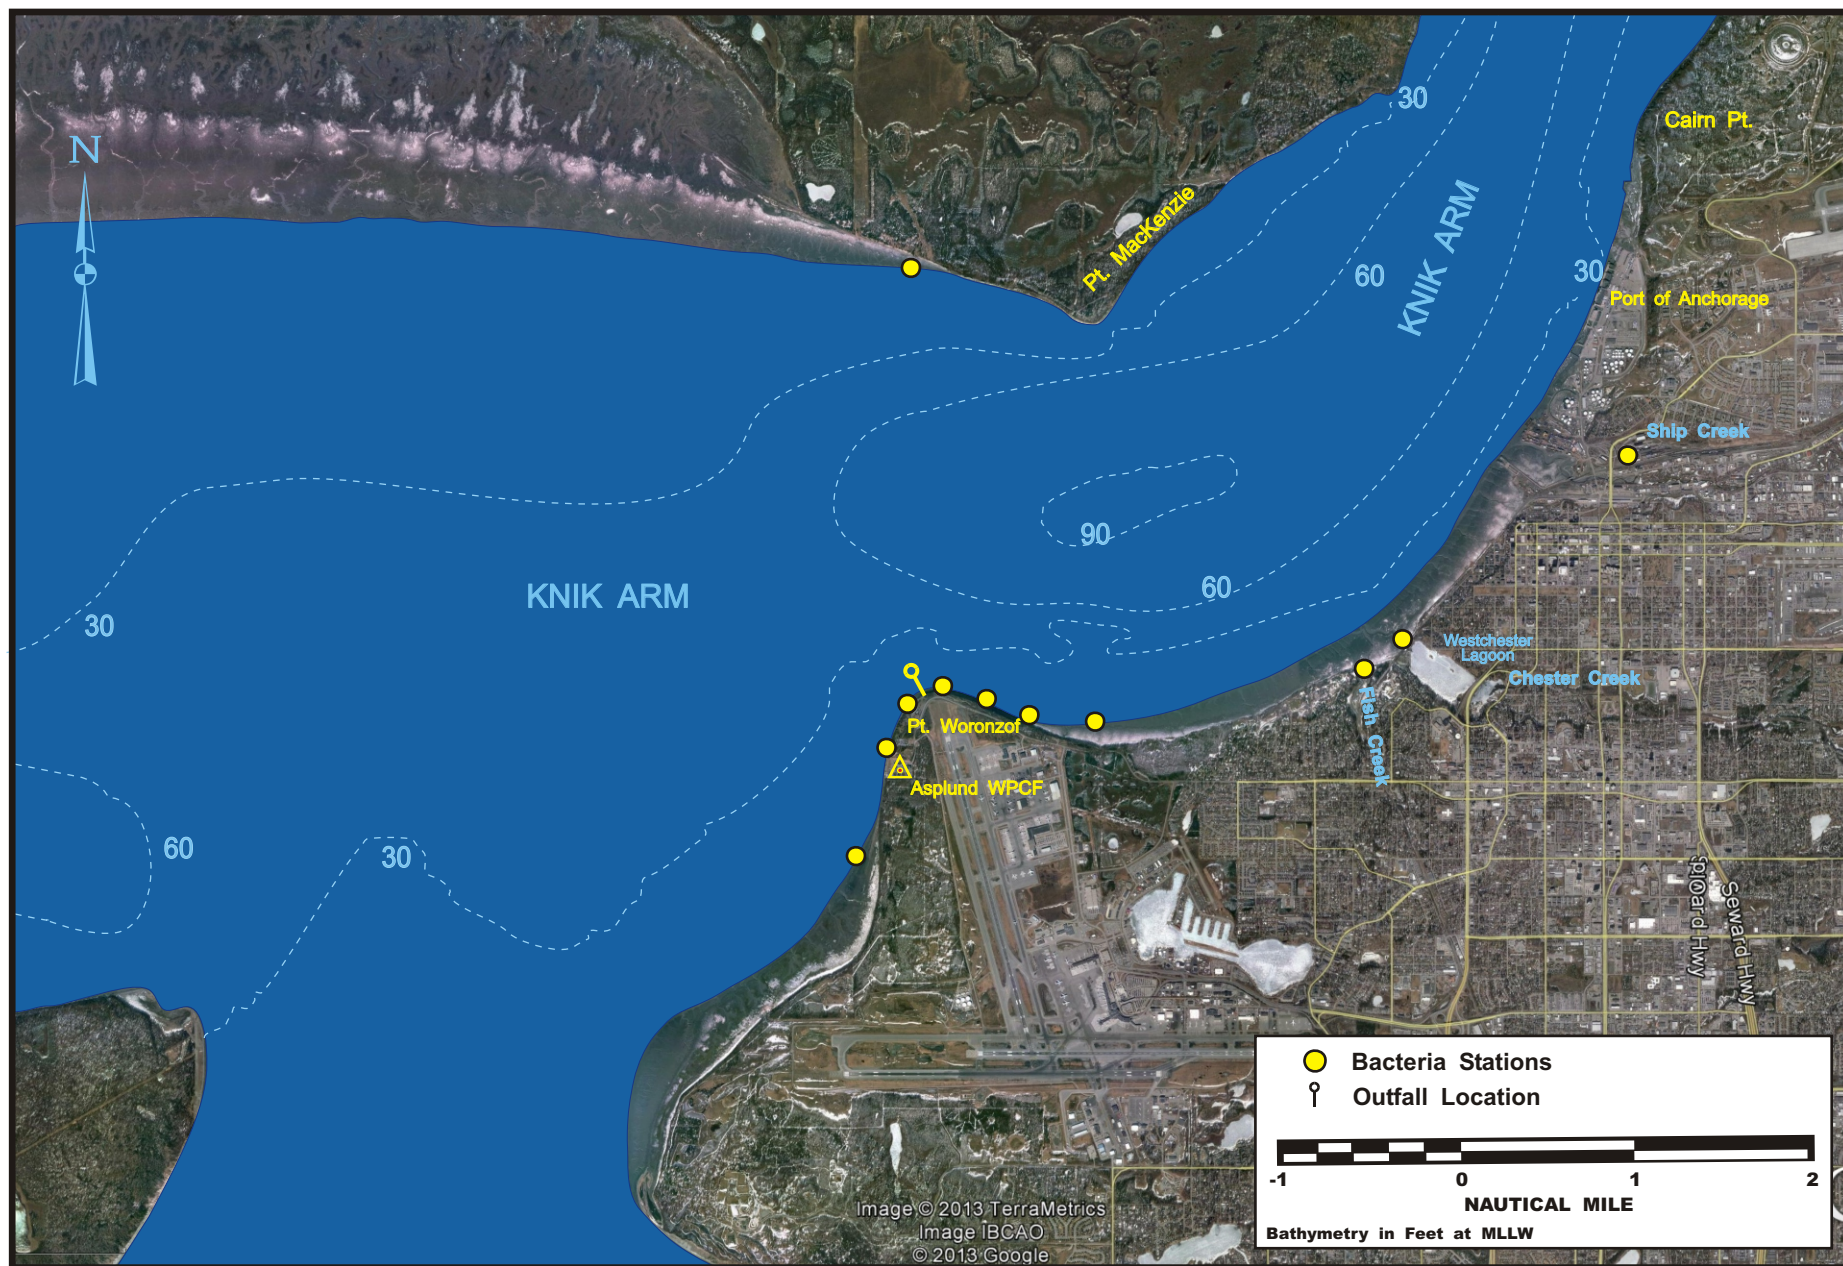 30
Cairn Pt.
N
Pt. MacKenzie
KNIK ARM
60
30
Port of Anchorage
Ship Creek
90
KNIK ARM
60
30
Westchester
Lagoon
Chester Creek
Fish Creek
Pt. Woronzof
Asplund WPCF
60
30
Seward Hwy
Bacteria Stations
Outfall Location
-1 0 1 2
NAUTICAL MILE
Bathymetry in Feet at MLLW
Image © 2013 TerraMetrics
Image IBCAO
© 2013 Google